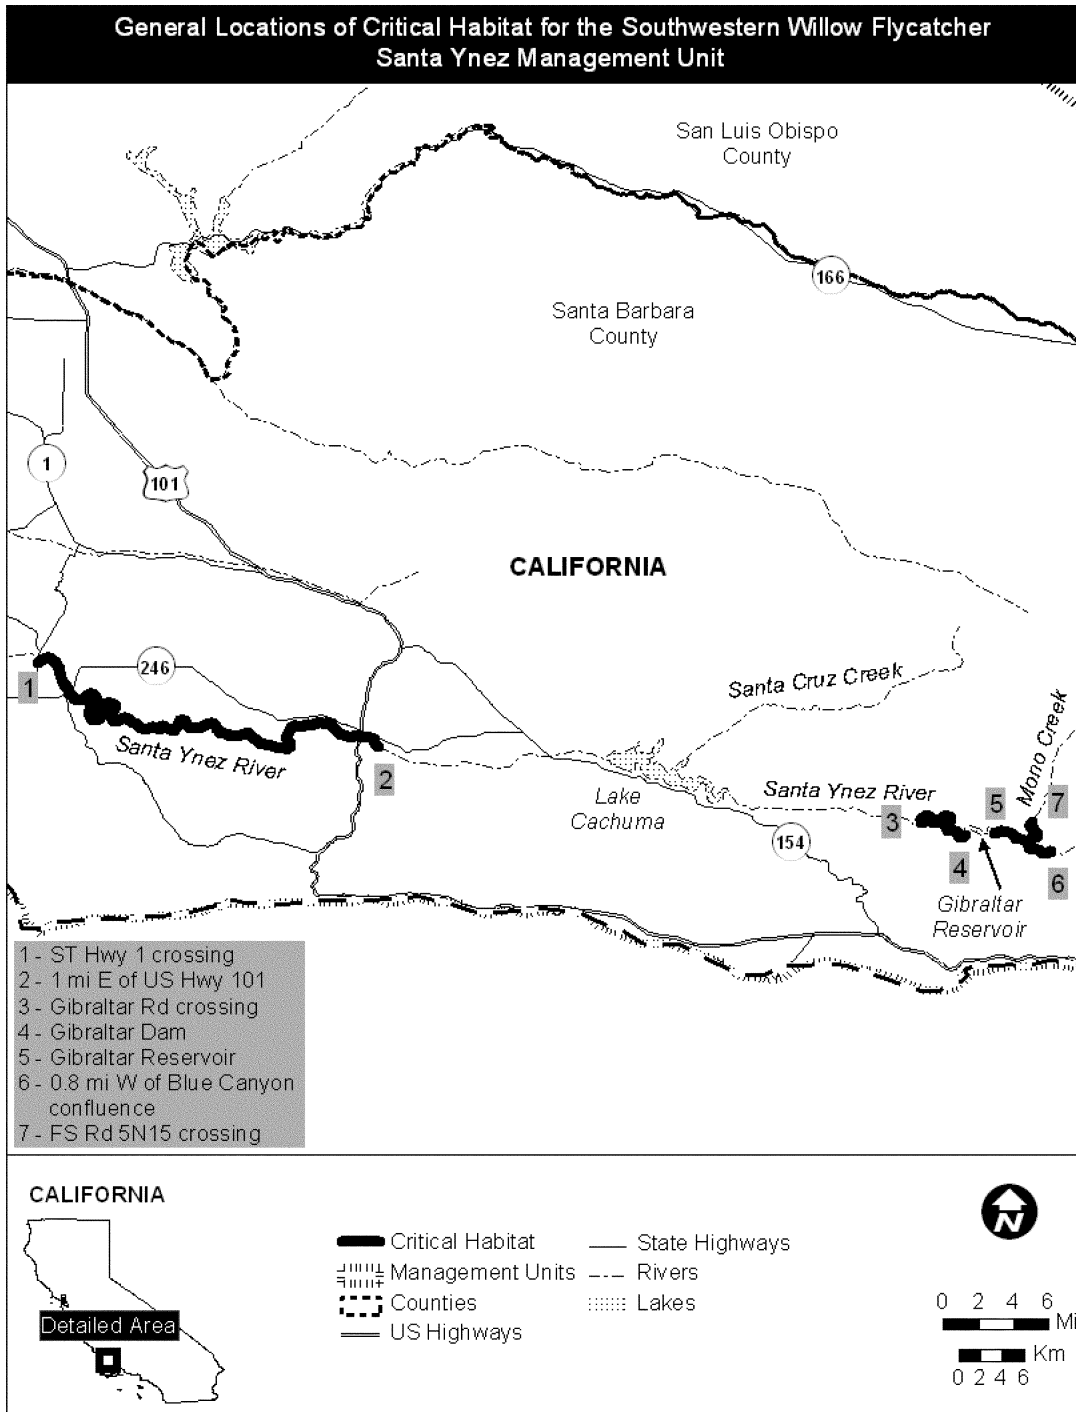 General Locations of Critical Habitat for the Southwestern Willow Flycatcher
Santa Ynez Management Unit
San Luis Obispo
County
166
Santa Barbara
County
1
101
CALIFORNIA
246
1
Santa Ynez River
2
Santa Cruz Creek
Lake
Cachuma
154
Santa Ynez River
3
4
5
Mono Creek
7
6
Gibraltar
Reservoir
1 - ST Hwy 1 crossing
2 - 1 mi E of US Hwy 101
3 - Gibraltar Rd crossing
4 - Gibraltar Dam
5 - Gibraltar Reservoir
6 - 0.8 mi W of Blue Canyon
confluence
7 - FS Rd 5N15 crossing
CALIFORNIA
Detailed Area
Critical Habitat
Management Units
Counties
US Highways
State Highways
Rivers
Lakes
N
0 2 4 6
Mi
Km
0 2 4 6